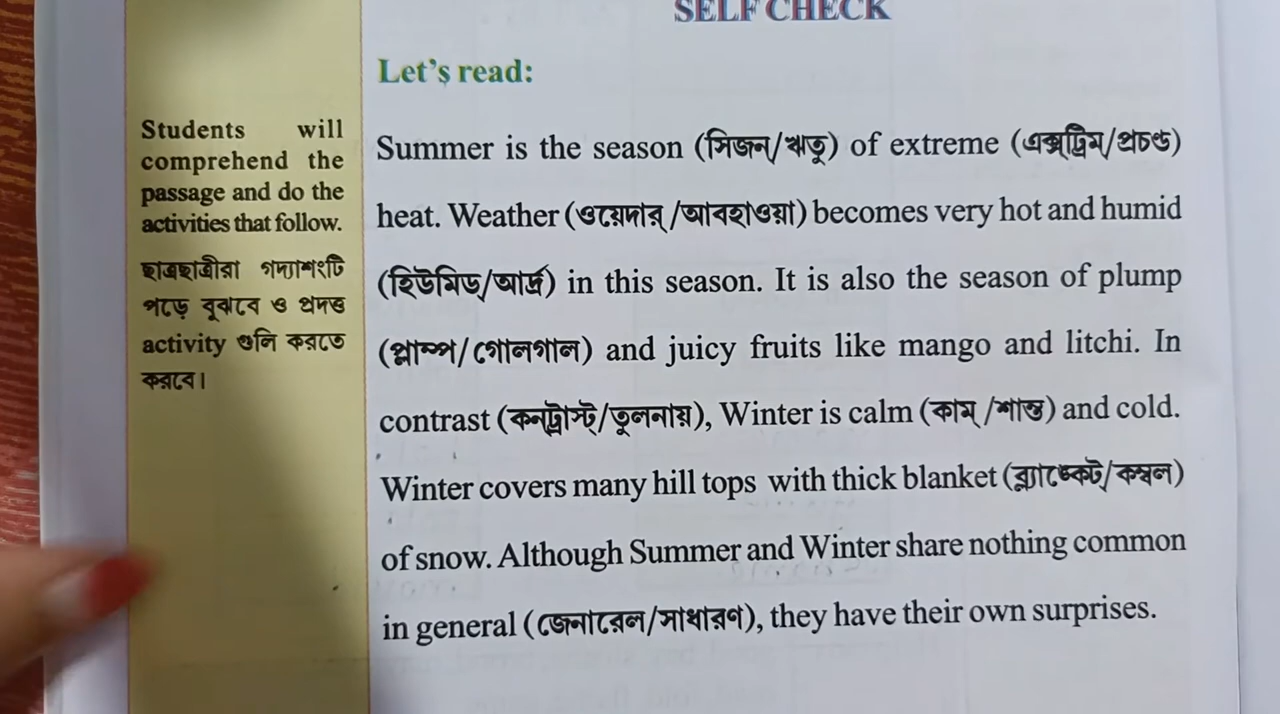 SELF CHECK
Let's read:
Students will
comprehend the
passage and do the
activities that follow.
ছাত্রছাত্রীরা গদ্যাংশটি
পড়ে বুঝবে ও প্রদত্ত
activity গুলি করতে
করবে।
Summer is the season (সিজন্/ঋতু) of extreme (এক্সট্রিম/প্রচণ্ড)
heat. Weather (ওয়েদার্ /আবহাওয়া) becomes very hot and humid
(হিউমিড্/আর্দ্র) in this season. It is also the season of plump
(প্লাম্প/গোলগাল) and juicy fruits like mango and litchi. In
contrast (কনট্রাস্ট্/তুলনায়), Winter is calm (কাম্ /শান্ত) and cold.
Winter covers many hill tops with thick blanket (ব্ল্যাঙ্কেট্/কম্বল)
of snow. Although Summer and Winter share nothing common
in general (জেনারেল/সাধারণ), they have their own surprises.